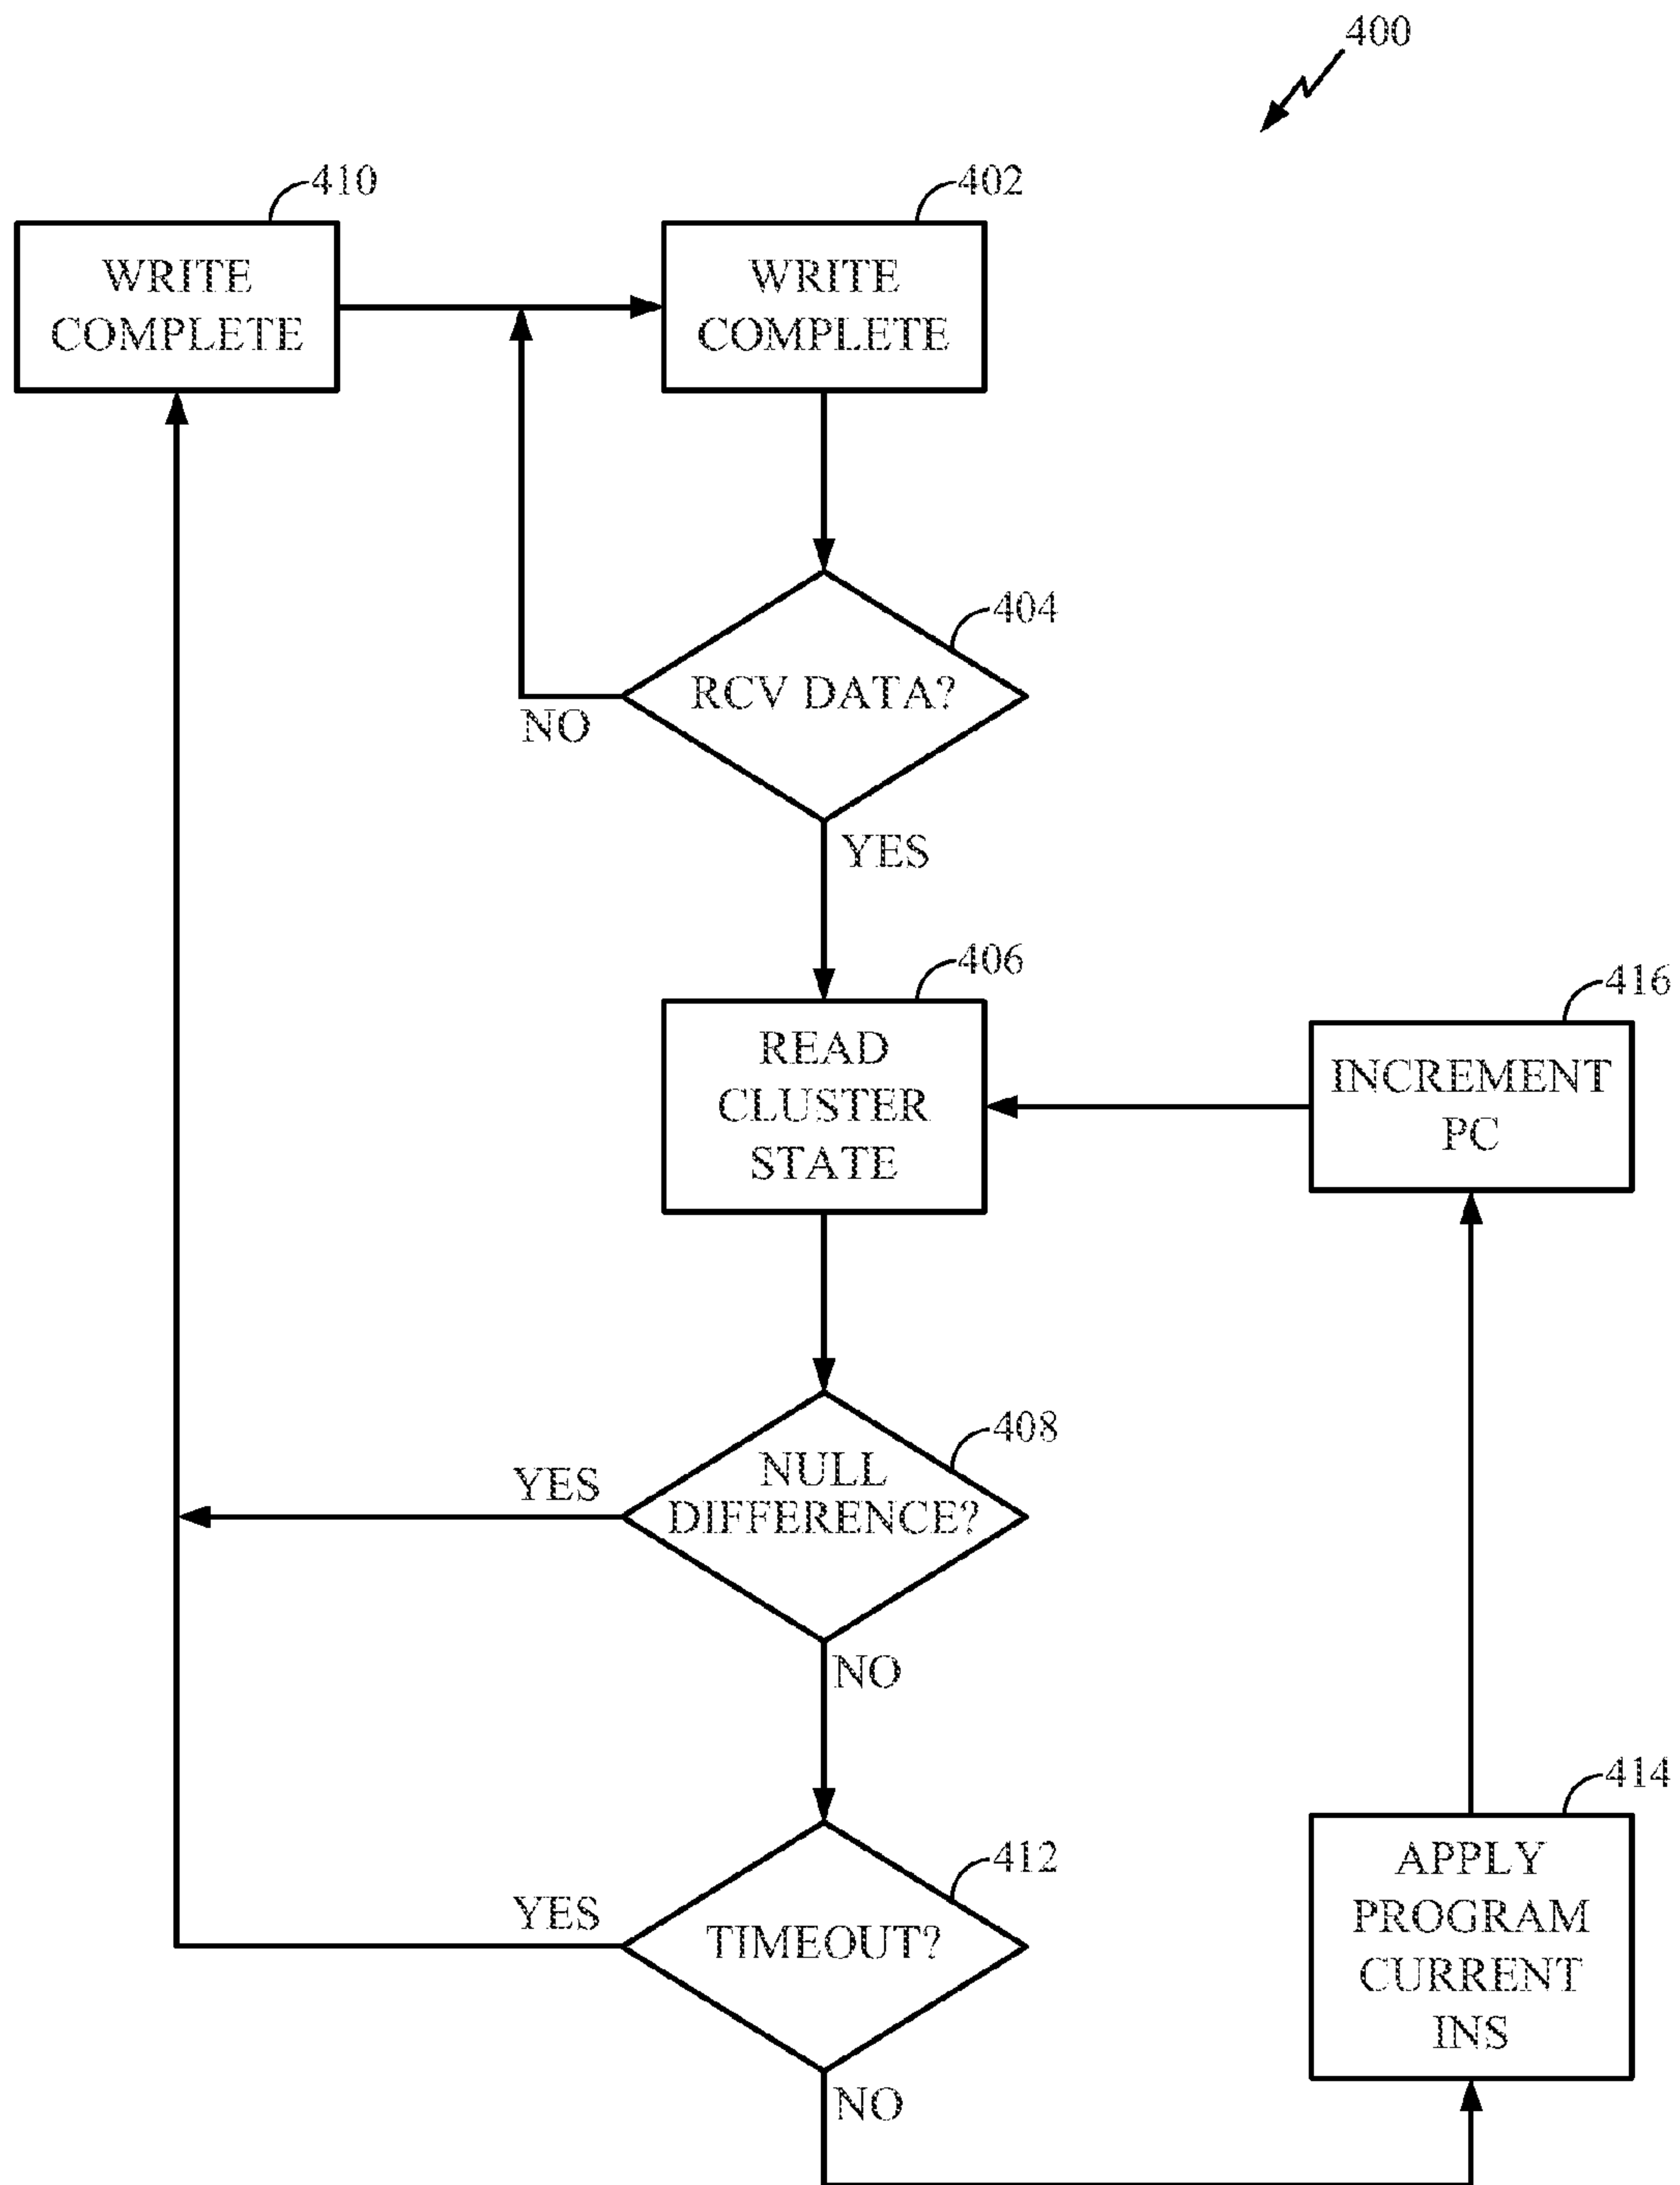 400
410
402
WRITE
COMPLETE
WRITE
COMPLETE
404
RCV DATA?
NO
YES
406
416
READ
CLUSTER
STATE
INCREMENT
PC
408
NULL
DIFFERENCE?
YES
NO
414
412
APPLY
PROGRAM
CURRENT
INS
YES
TIMEOUT?
NO